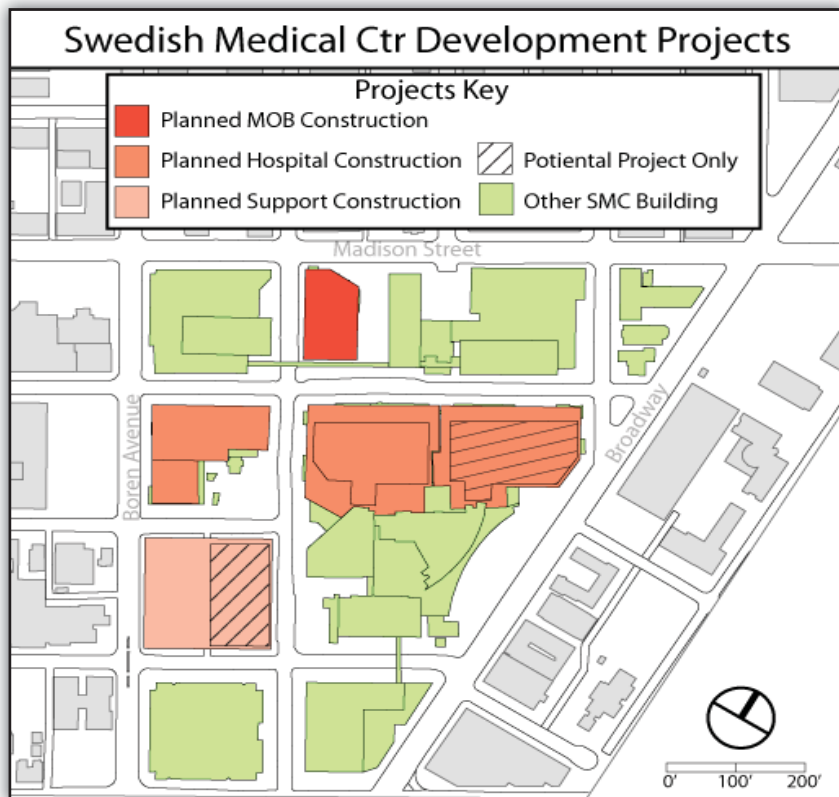 Swedish Medical Ctr Development Projects
Projects Key
Planned MOB Construction
Planned Hospital Construction
Potiental Project Only
Planned Support Construction
Other SMC Building
Madison Street
Boren Avenue
Broadway
0' 100' 200'